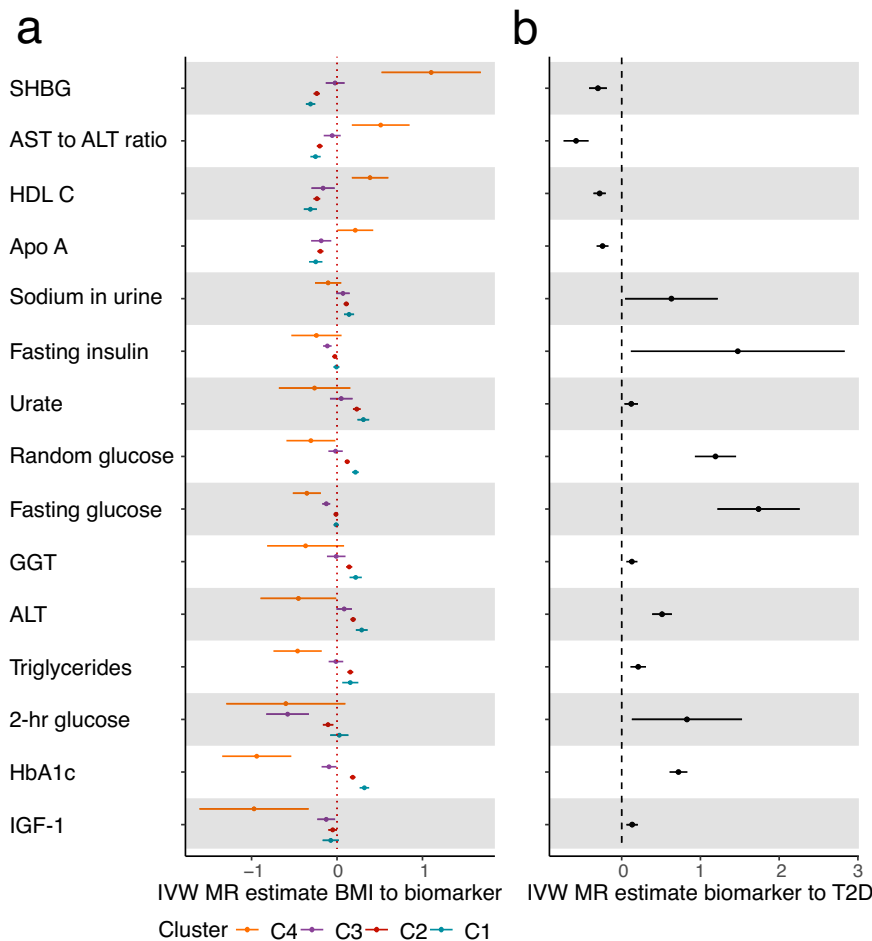 a
b
SHBG
AST to ALT ratio
HDL C
Apo A
Sodium in urine
Fasting insulin
Urate
Random glucose
Fasting glucose
GGT
ALT
Triglycerides
2-hr glucose
HbA1c
IGF-1
−1 0 1
0 1 2 3
IVW MR estimate BMI to biomarker
IVW MR estimate biomarker to T2D
Cluster C4 C3 C2 C1